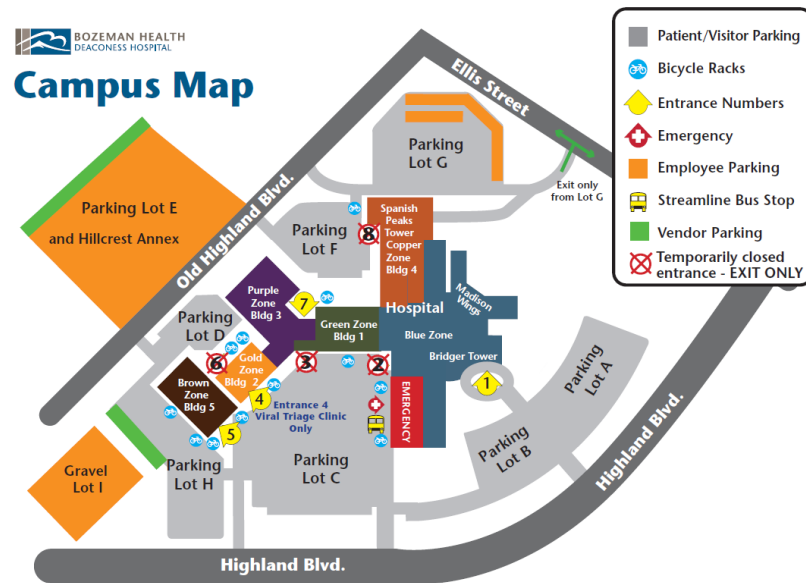 BOZEMAN HEALTH
DEACONESS HOSPITAL
Campus Map
Patient/Visitor Parking
Bicycle Racks
Entrance Numbers
Emergency
Employee Parking
Streamline Bus Stop
Vendor Parking
Temporarily closed
entrance - EXIT ONLY
Ellis Street
Exit only
from Lot G
Parking
Lot G
Old Highland Blvd.
Parking Lot E
and Hillcrest Annex
Parking
Lot F
8
Spanish
Peaks
Tower
Copper
Zone
Bldg 4
Madison
Wings
Purple
Zone
Bldg 3
7
Hospital
Green Zone
Bldg 1
Blue Zone
Bridger Tower
Parking
Lot D
6
Gold
Zone
Bldg 2
3
2
1
Brown
Zone
Bldg 5
4
Entrance 4
Viral Triage Clinic
Only
5
EMERGENCY
Parking
Lot A
Parking
Lot B
Parking
Lot C
Parking
Lot H
Gravel
Lot I
Highland Blvd.
Highland Blvd.